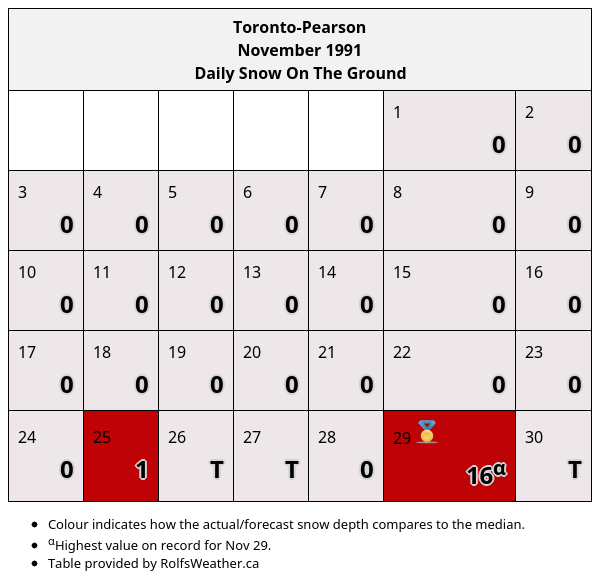 Toronto-Pearson
November 1991
Daily Snow On The Ground
1 2
0 0
3 4 5 6 7 8 9
0 0 0 0 0 0 0
10 11 12 13 14 15 16
0 0 0 0 0 0 0
17 18 19 20 21 22 23
0 0 0 0 0 0 0
24 25 26 27 28 29 30
0 1 T T 0 16α T
Colour indicates how the actual/forecast snow depth compares to the median.
αHighest value on record for Nov 29.
Table provided by RolfsWeather.ca